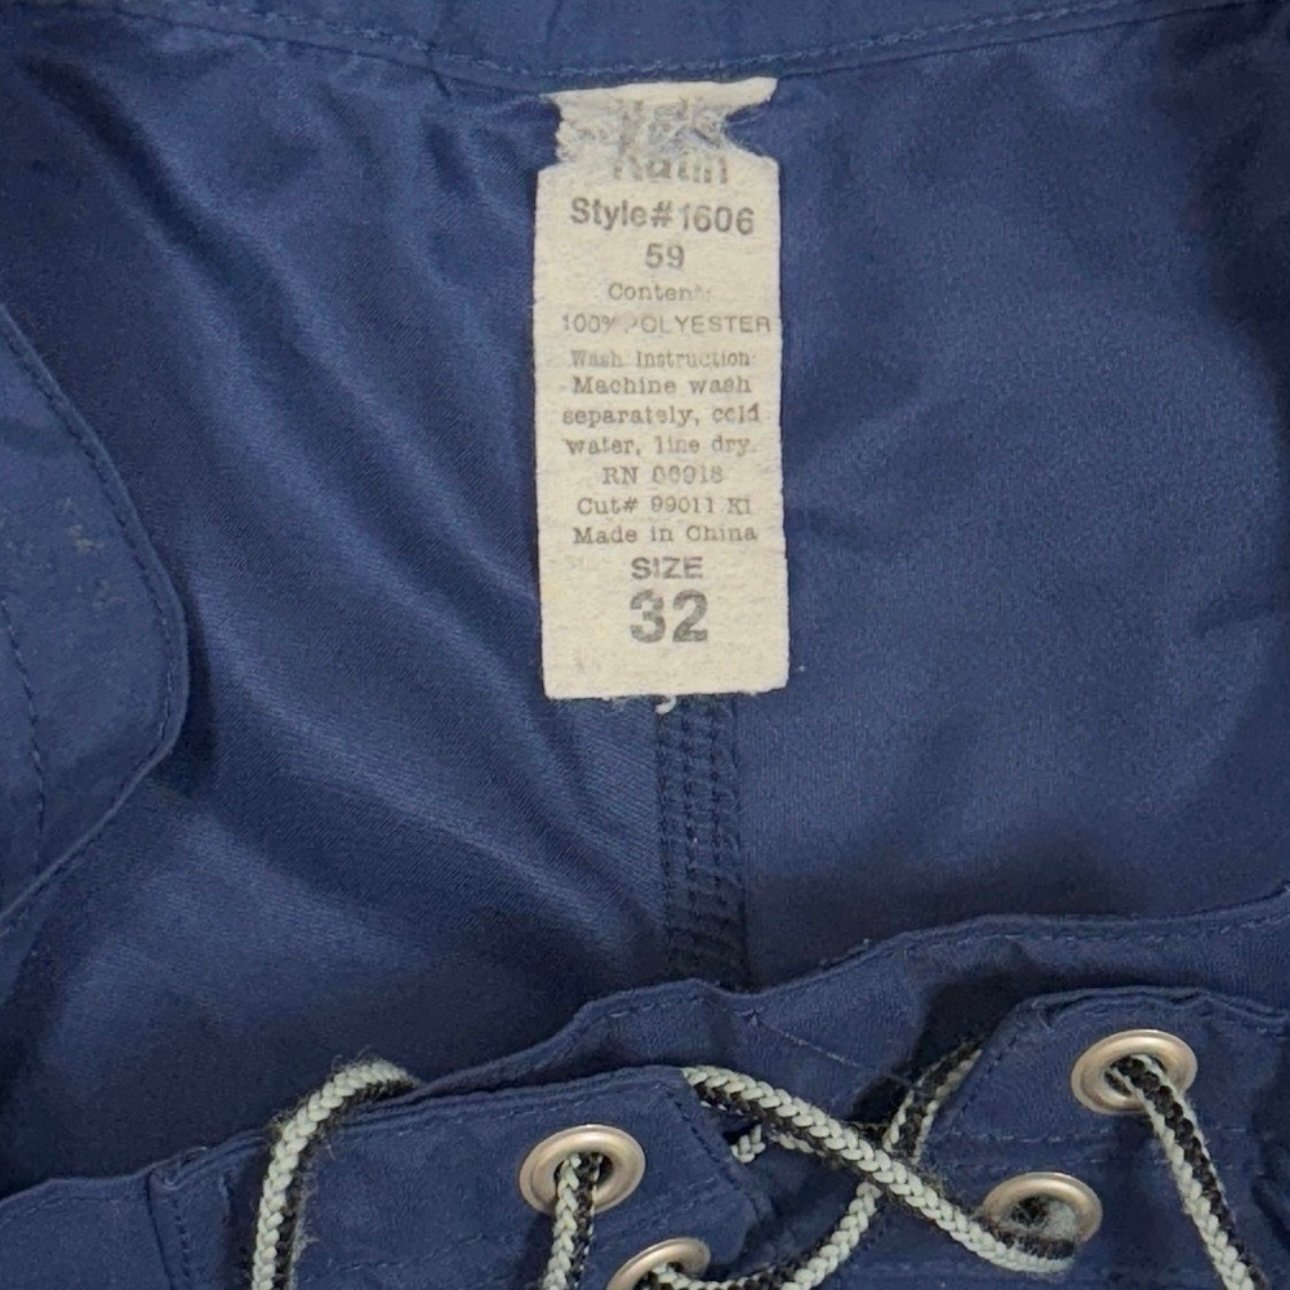 Style#1606
59
Content:
100% POLYESTER
Wash Instruction:
Machine wash
separately, cold
water, line dry.
RN
Cut# 99011 KI
Made in China
SIZE
32